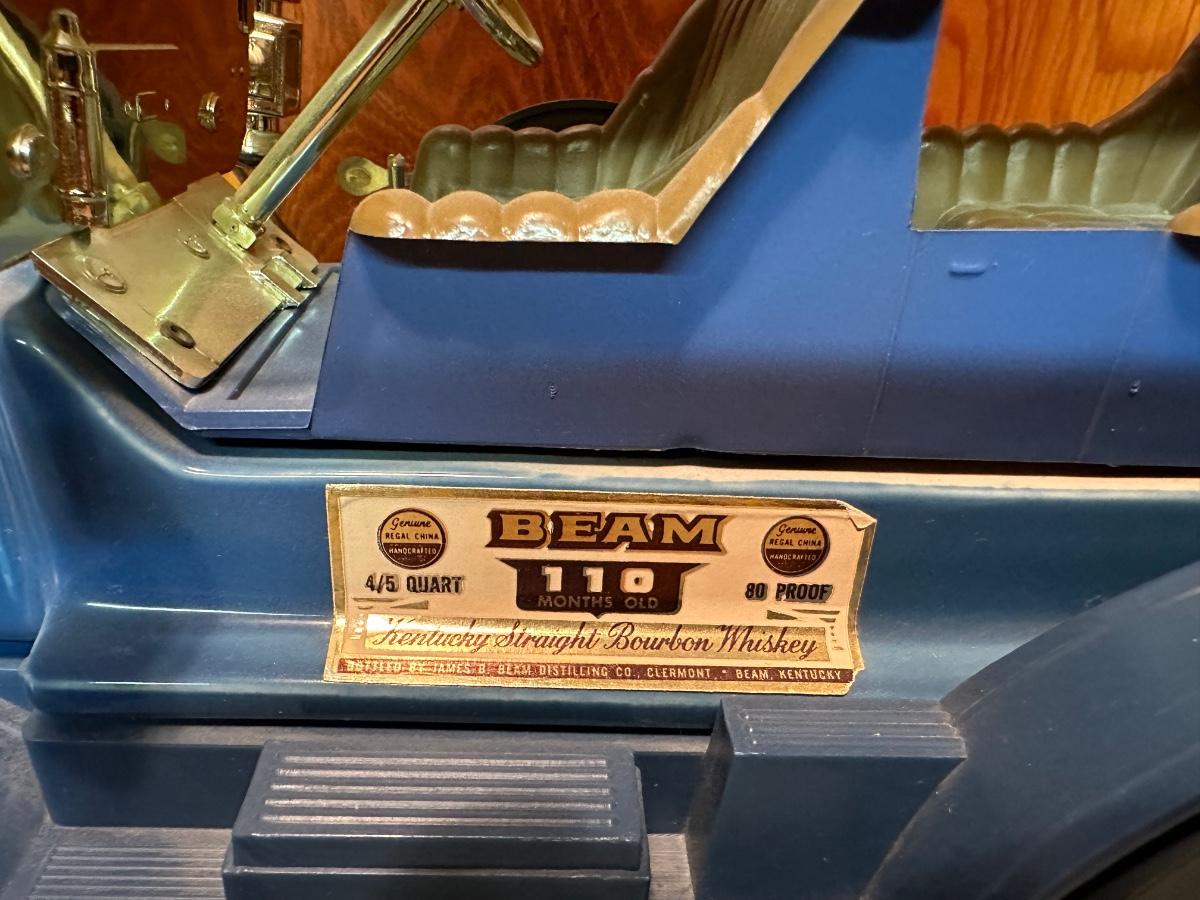 Genuine
REGAL CHINA
HANDCRAFTED
BEAM
Genuine
REGAL CHINA
HANDCRAFTED
4/5 QUART
110
MONTHS OLD
80 PROOF
Kentucky Straight Bourbon Whiskey
BOTTLED BY JAMES B. BEAM DISTILLING CO., CLERMONT • BEAM, KENTUCKY